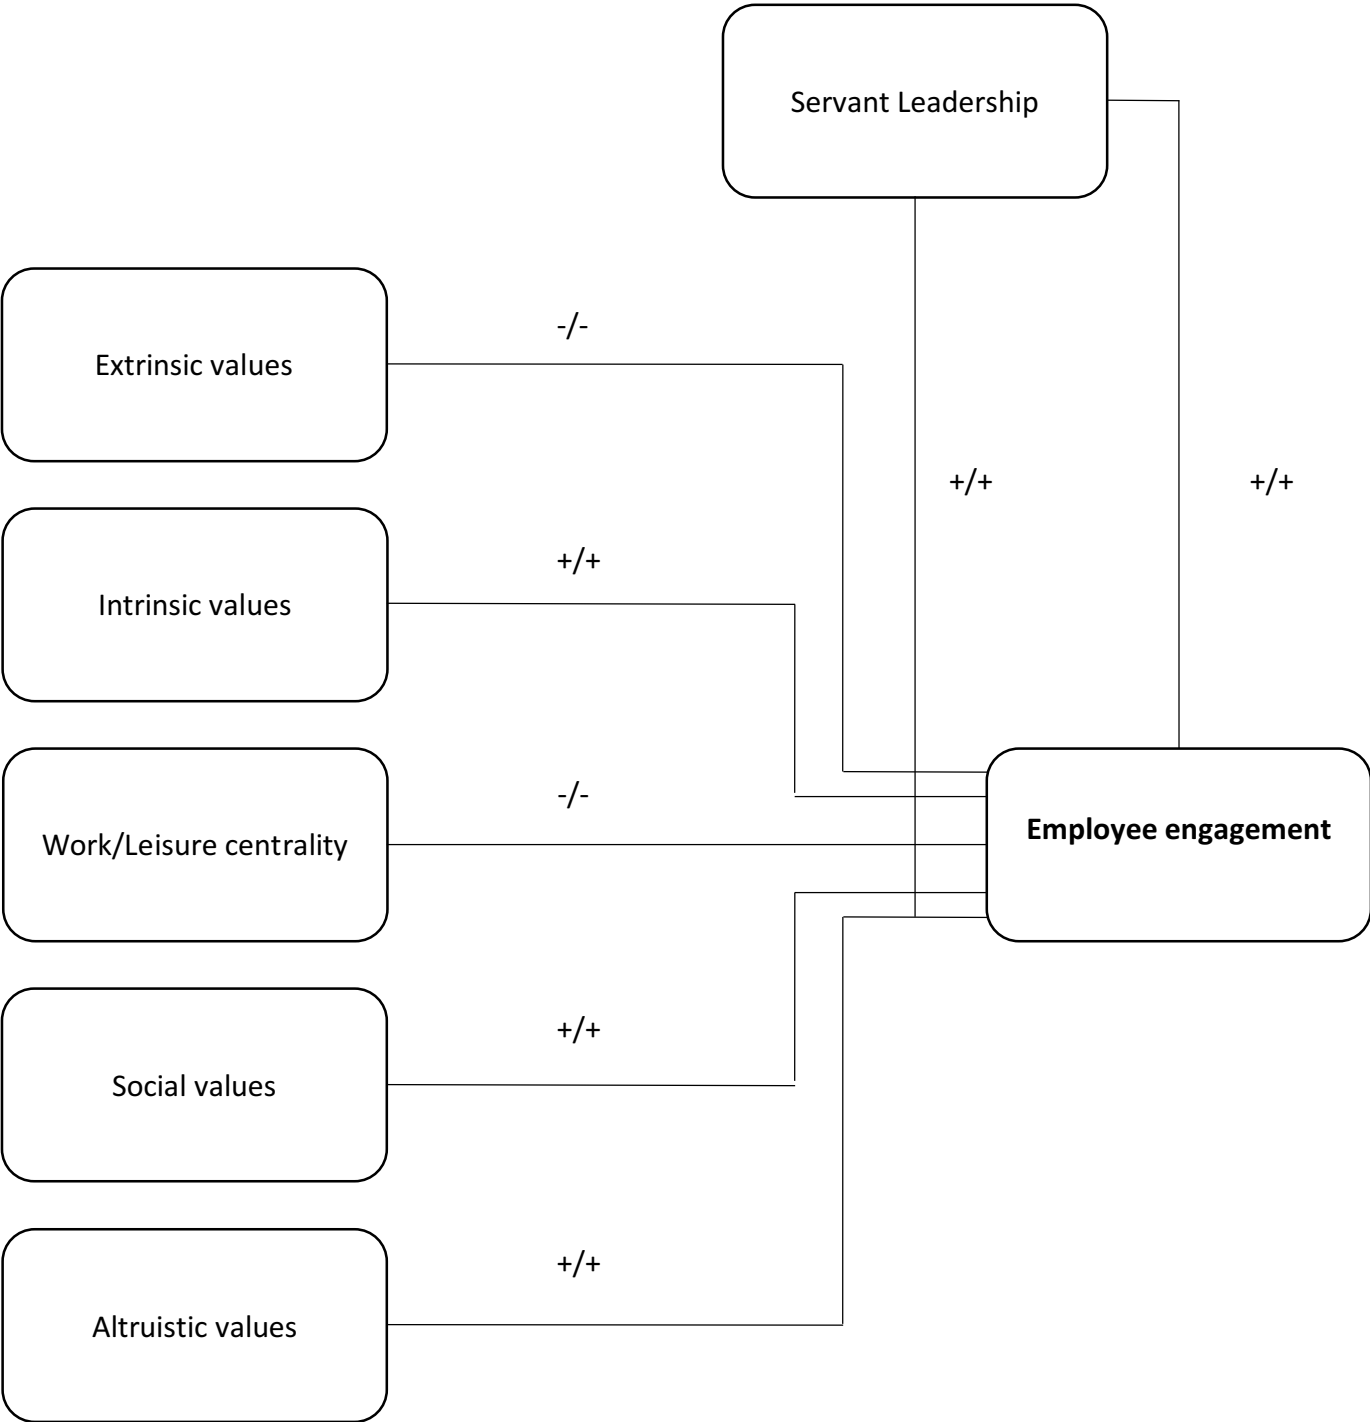 Servant Leadership
-/-
Extrinsic values
+/+
+/+
+/+
Intrinsic values
-/-
Employee engagement
Work/Leisure centrality
+/+
Social values
+/+
Altruistic values